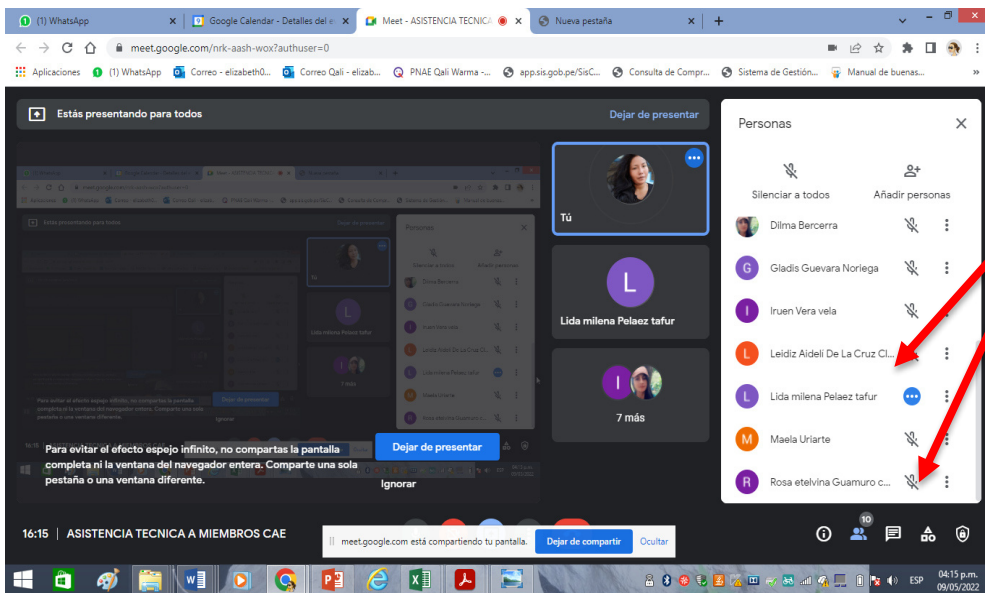 (1) WhatsApp
Google Calendar - Detalles del e
Meet - ASISTENCIA TECNICA
Nueva pestaña
meet.google.com/nrk-aash-wox?authuser=0
Aplicaciones
(1) WhatsApp
Correo - elizabeth0...
Correo Qali - elizab...
PNAE Qali Warma -...
app.sis.gob.pe/SisC...
Consulta de Compr...
Sistema de Gestión...
Manual de buenas...
»
Estás presentando para todos
Dejar de presentar
Tú
L
Lida milena Pelaez tafur
I
7 más
Para evitar el efecto espejo infinito, no compartas la pantalla
completa ni la ventana del navegador entera. Comparte una sola
pestaña o una ventana diferente.
Dejar de presentar
Ignorar
Personas
Silenciar a todos
Añadir personas
Dilma Bercerra
G Gladis Guevara Noriega
I Iruen Vera vela
L Leidiz Aideli De La Cruz Cl...
L Lida milena Pelaez tafur
M Maela Uriarte
R Rosa etelvina Guamuro c...
16:15 | ASISTENCIA TECNICA A MIEMBROS CAE
meet.google.com está compartiendo tu pantalla.
Dejar de compartir
Ocultar
10
ESP
04:15 p.m.
09/05/2022